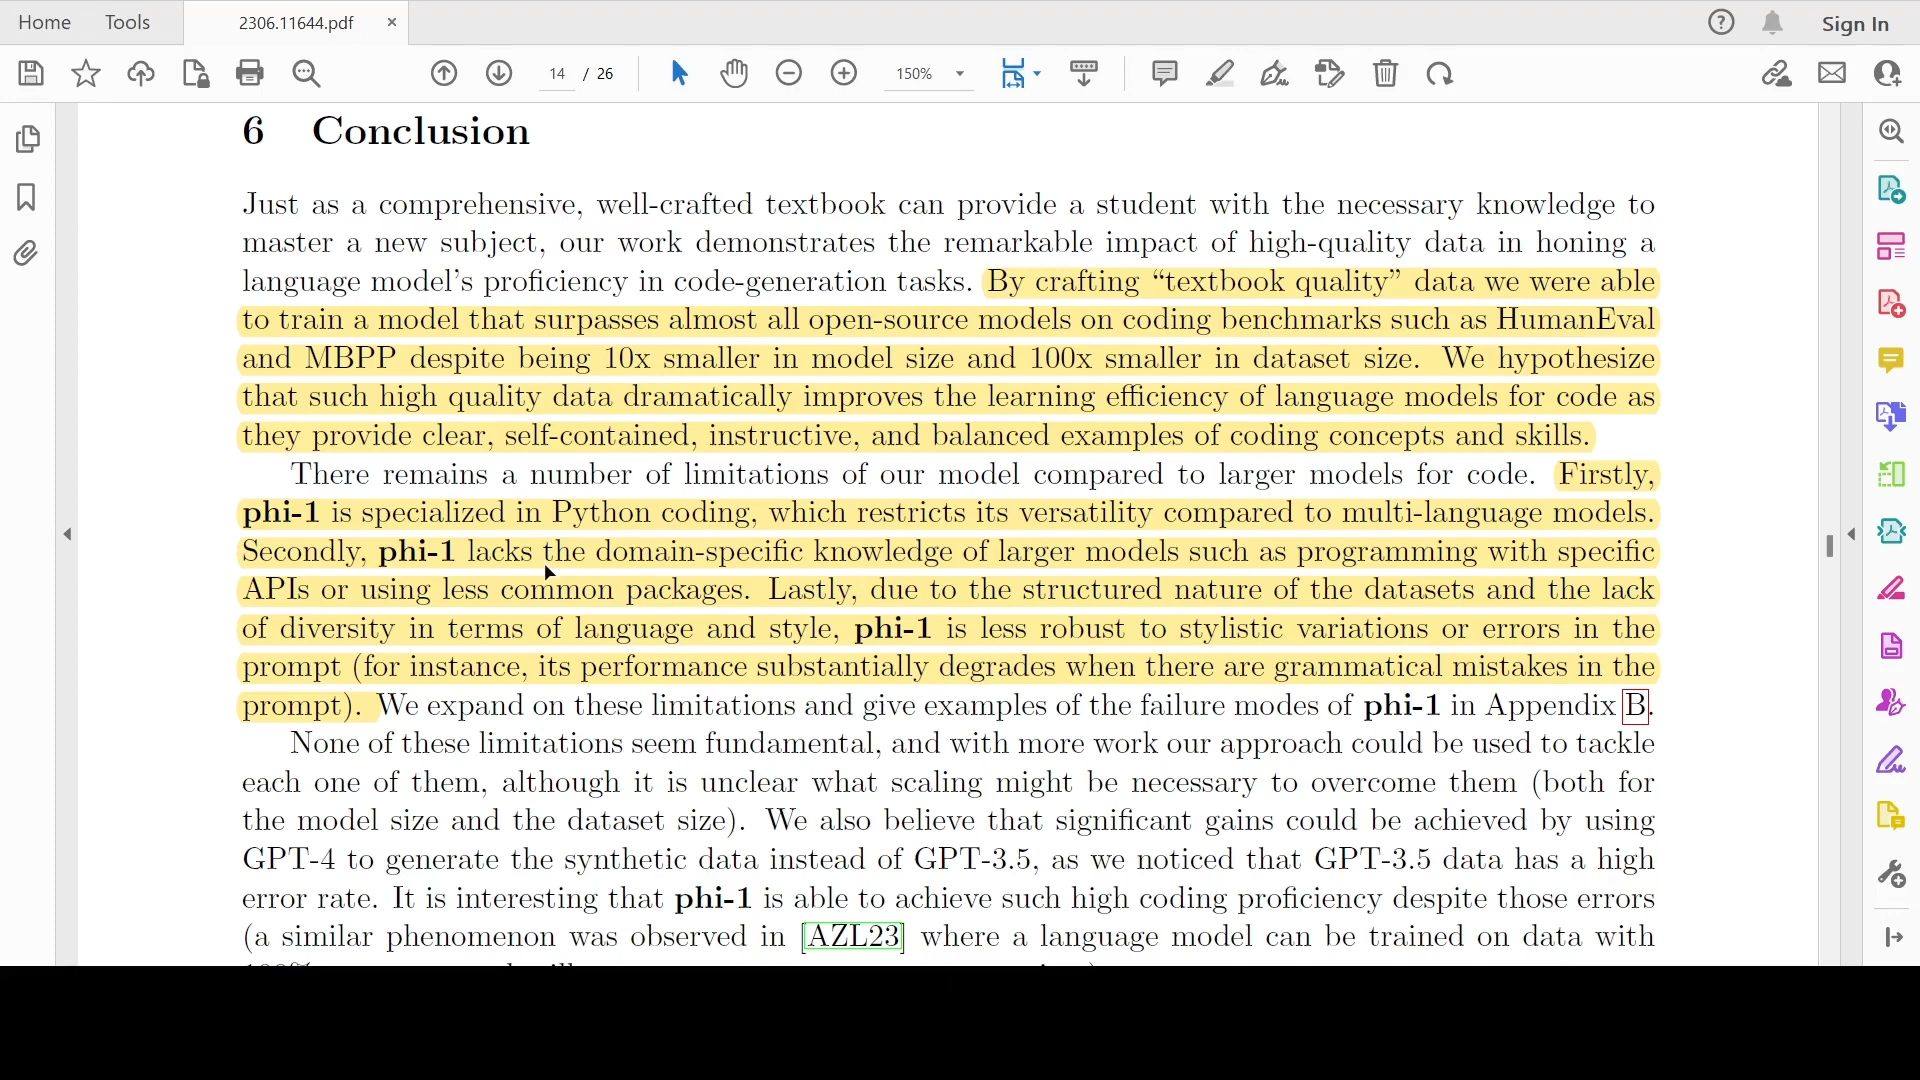 Home Tools 2306.11644.pdf × ? Sign In
14 / 26 150%
6 Conclusion
Just as a comprehensive, well-crafted textbook can provide a student with the necessary knowledge to
master a new subject, our work demonstrates the remarkable impact of high-quality data in honing a
language model’s proficiency in code-generation tasks. By crafting “textbook quality” data we were able
to train a model that surpasses almost all open-source models on coding benchmarks such as HumanEval
and MBPP despite being 10x smaller in model size and 100x smaller in dataset size. We hypothesize
that such high quality data dramatically improves the learning efficiency of language models for code as
they provide clear, self-contained, instructive, and balanced examples of coding concepts and skills.
There remains a number of limitations of our model compared to larger models for code. Firstly,
phi-1 is specialized in Python coding, which restricts its versatility compared to multi-language models.
Secondly, phi-1 lacks the domain-specific knowledge of larger models such as programming with specific
APIs or using less common packages. Lastly, due to the structured nature of the datasets and the lack
of diversity in terms of language and style, phi-1 is less robust to stylistic variations or errors in the
prompt (for instance, its performance substantially degrades when there are grammatical mistakes in the
prompt). We expand on these limitations and give examples of the failure modes of phi-1 in Appendix B.
None of these limitations seem fundamental, and with more work our approach could be used to tackle
each one of them, although it is unclear what scaling might be necessary to overcome them (both for
the model size and the dataset size). We also believe that significant gains could be achieved by using
GPT-4 to generate the synthetic data instead of GPT-3.5, as we noticed that GPT-3.5 data has a high
error rate. It is interesting that phi-1 is able to achieve such high coding proficiency despite those errors
(a similar phenomenon was observed in [AZL23] where a language model can be trained on data with